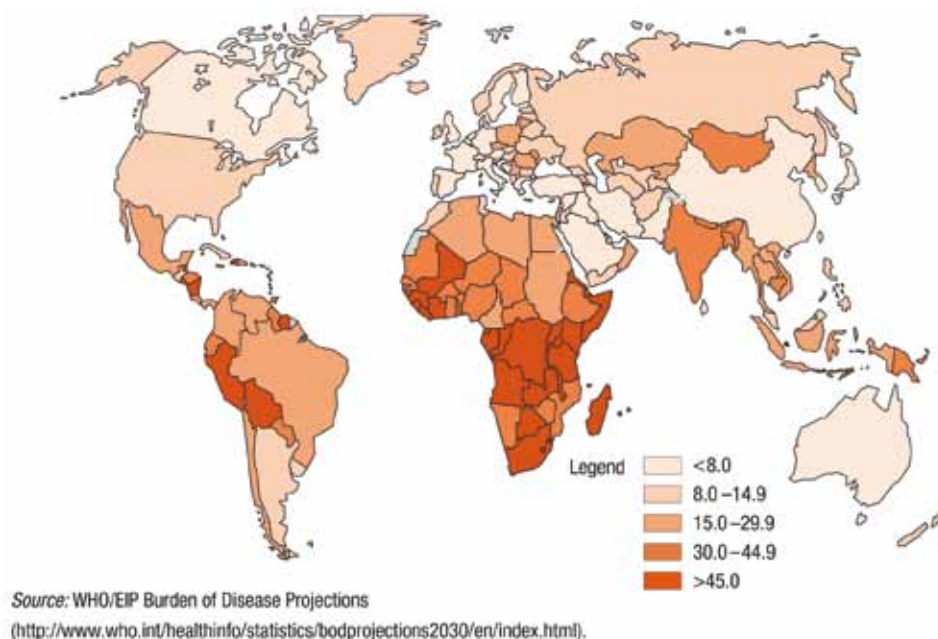 Legend
<8.0
8.0–14.9
15.0–29.9
30.0–44.9
>45.0
Source: WHO/EIP Burden of Disease Projections
(http://www.who.int/healthinfo/statistics/bodprojections2030/en/index.html).